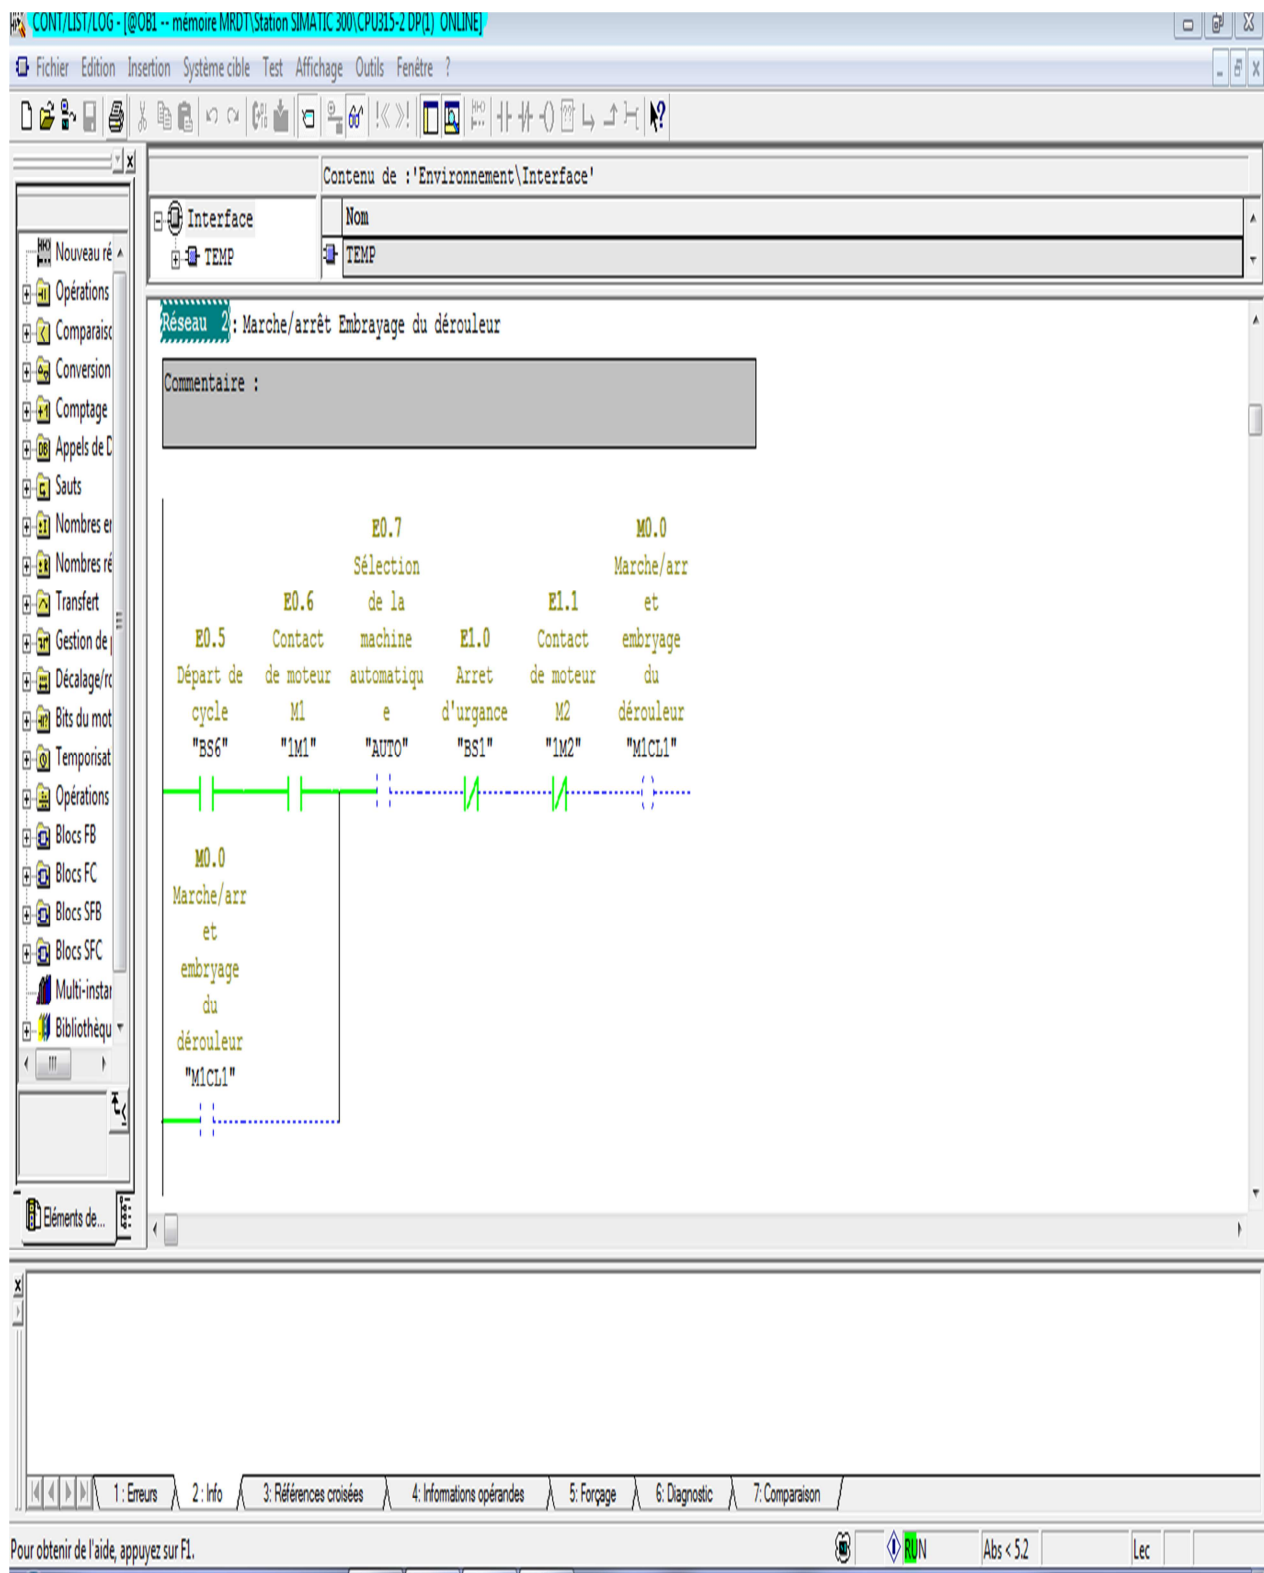 CONT/LIST/LOG - [@OB1 -- mémoire MRDT\Station SIMATIC 300\CPU315-2 DP(1) ONLINE]
Fichier Edition Insertion Système cible Test Affichage Outils Fenêtre ?
Contenu de :'Environnement\Interface'
Interface
TEMP
Nom
TEMP
Nouveau ré
Opérations
Comparaisc
Conversion
Comptage
Appels de D
Sauts
Nombres er
Nombres ré
Transfert
Gestion de
Décalage/rc
Bits du mot
Temporisat
Opérations
Blocs FB
Blocs FC
Blocs SFB
Blocs SFC
Multi-instar
Bibliothèqu
Eléments de...
Réseau 2 : Marche/arrêt Embrayage du dérouleur
Commentaire :
E0.5
Départ de
cycle
"BS6"
E0.6
Contact
de moteur
M1
"1M1"
E0.7
Sélection
de la
machine
automatiqu
e
"AUTO"
E1.0
Arret
d'urgance
"BS1"
E1.1
Contact
de moteur
M2
"1M2"
M0.0
Marche/arr
et
embryage
du
dérouleur
"M1CL1"
M0.0
Marche/arr
et
embryage
du
dérouleur
"M1CL1"
1 : Erreurs 2 : Info 3: Références croisées 4: Informations opérandes 5: Forçage 6: Diagnostic 7: Comparaison
Pour obtenir de l'aide, appuyez sur F1.
RUN
Abs < 5.2
Lec